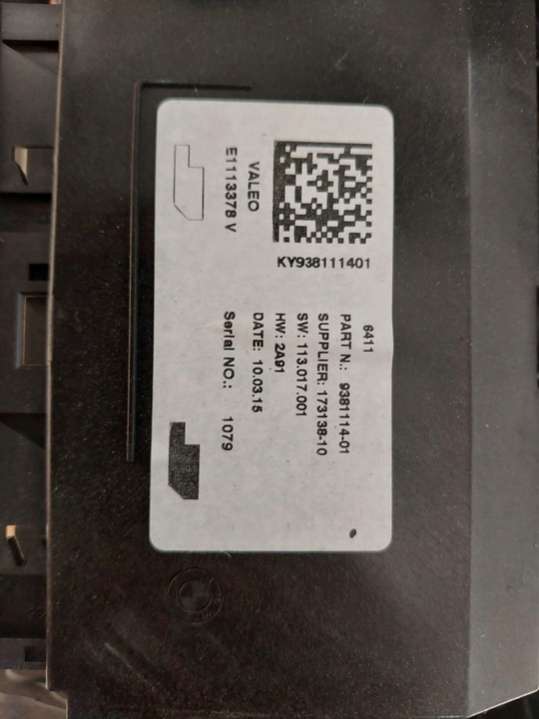 VALEO
E1113378 V
KY938111401
6411
PART N.: 9381114-01
SUPPLIER: 173138-10
SW: 113.017.001
HW: 2A91
DATE: 10.03.15
Serial NO.: 1079